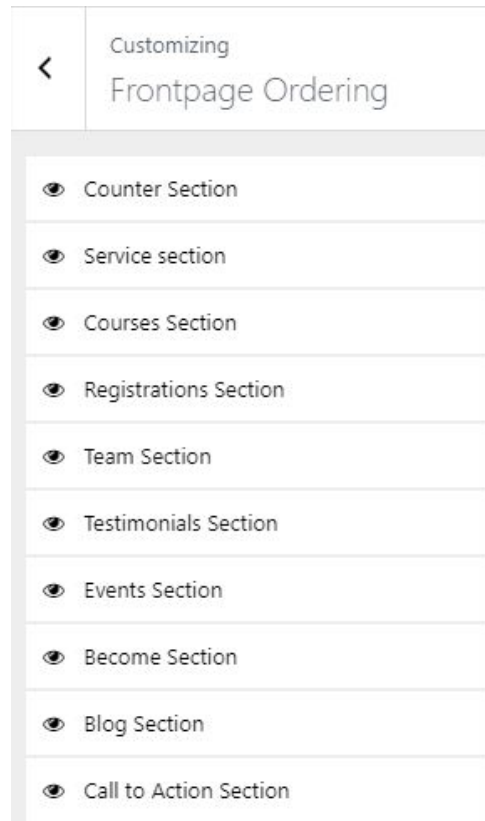 Customizing
Frontpage Ordering
Counter Section
Service section
Courses Section
Registrations Section
Team Section
Testimonials Section
Events Section
Become Section
Blog Section
Call to Action Section